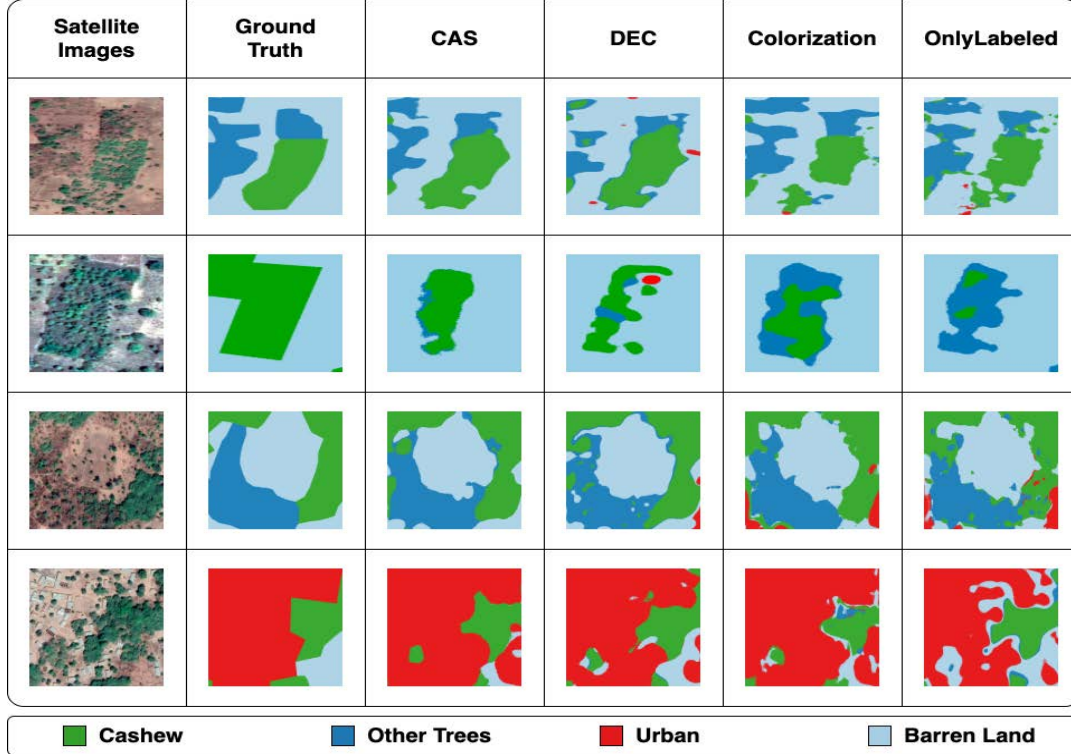 Satellite Images
Ground Truth
CAS
DEC
Colorization
OnlyLabeled
Cashew
Other Trees
Urban
Barren Land